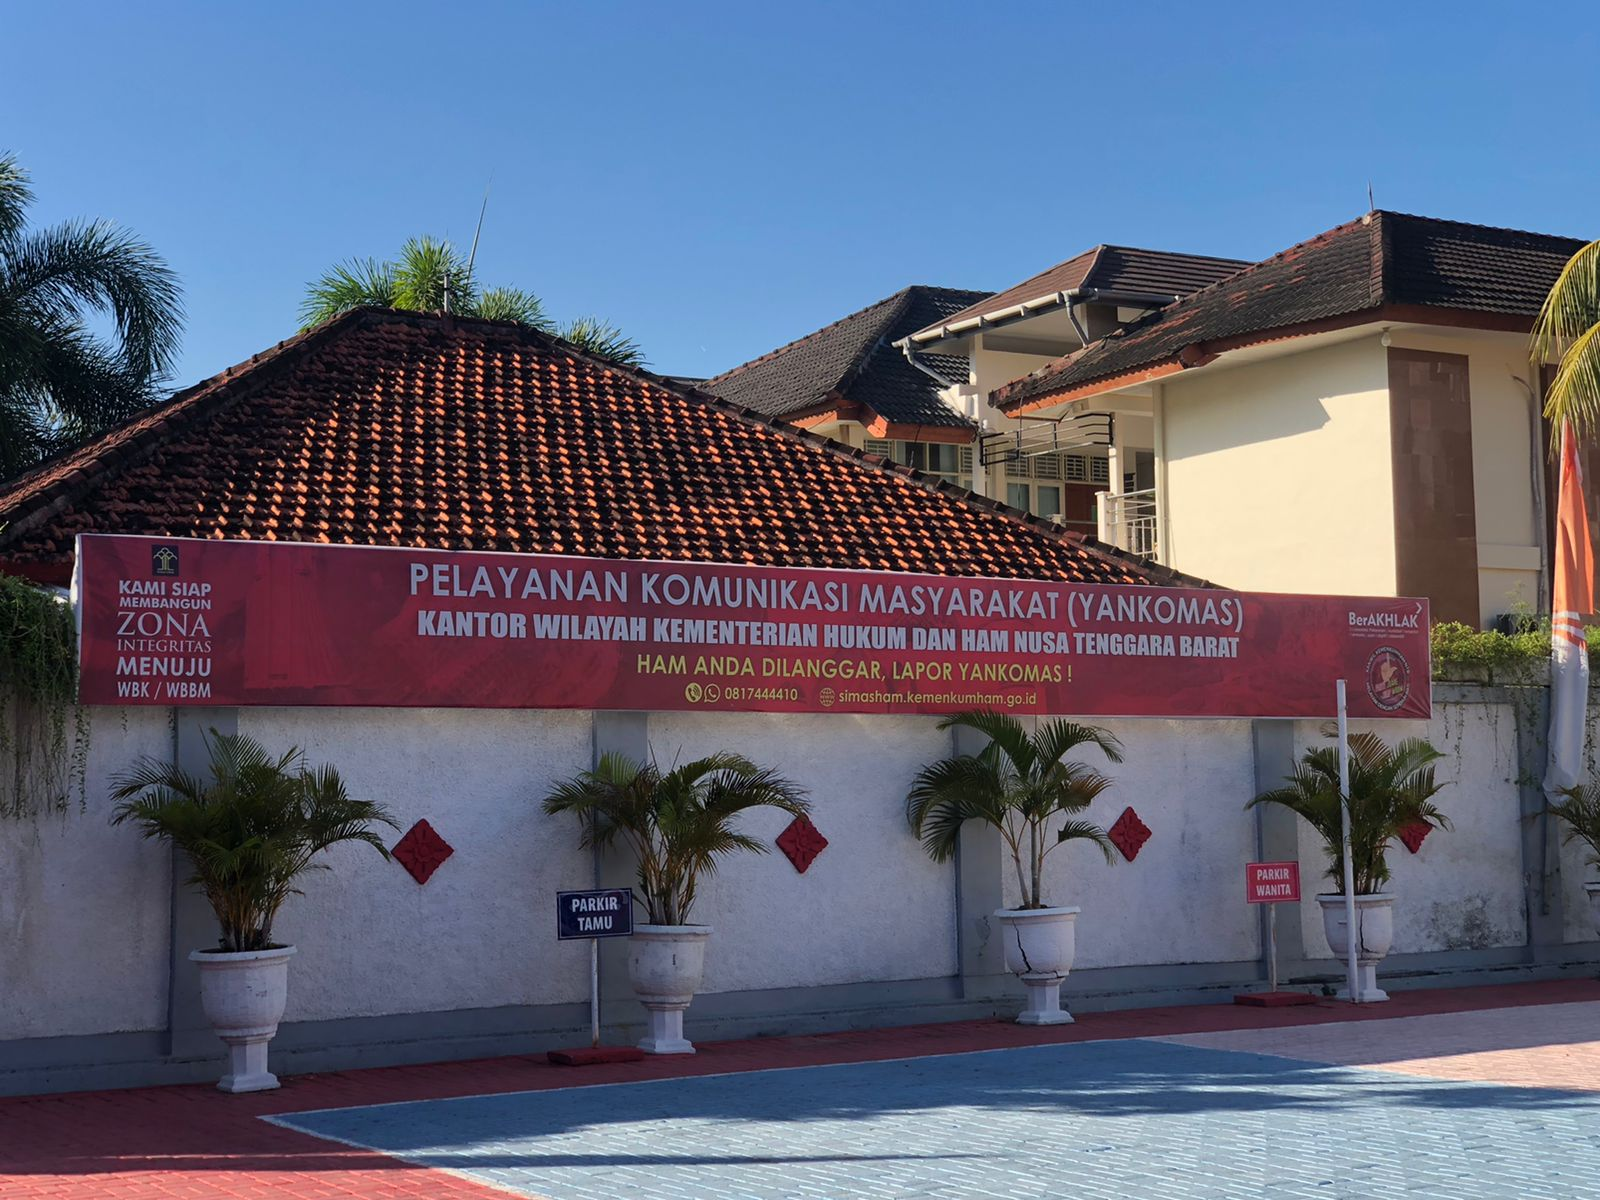 KAMI SIAP
MEMBANGUN
ZONA
INTEGRITAS
MENUJU
WBK / WBBM
PELAYANAN KOMUNIKASI MASYARAKAT (YANKOMAS)
KANTOR WILAYAH KEMENTERIAN HUKUM DAN HAM NUSA TENGGARA BARAT
HAM ANDA DILANGGAR, LAPOR YANKOMAS !
0817444410 simasham.kemenkumham.go.id
BerAKHLAK
PARKIR
TAMU
PARKIR
WANITA